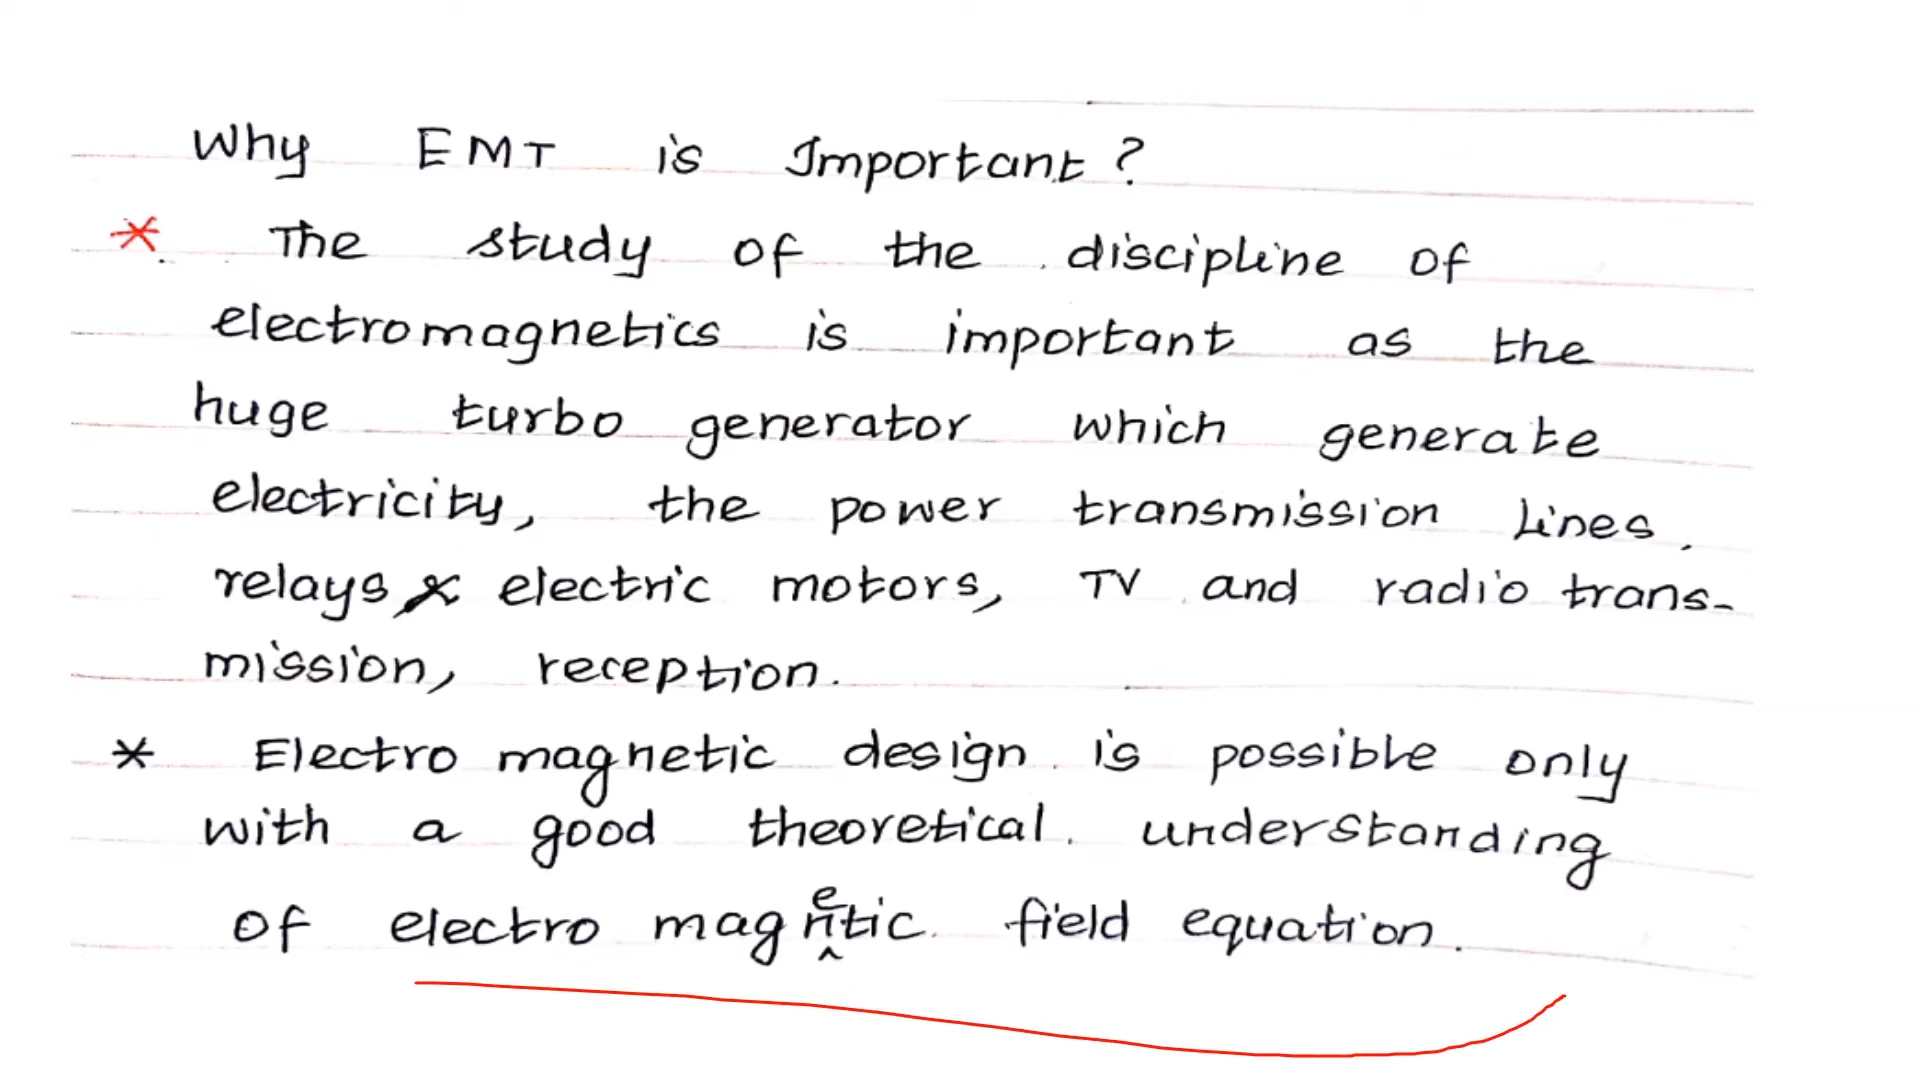 Why EMT is Important?
* The study of the discipline of
electromagnetics is important as the
huge turbo generator which generate
electricity, the power transmission lines,
relays & electric motors, TV and radio trans-
mission, reception.
* Electro magnetic design is possible only
with a good theoretical understanding
of electro magnetic field equation.